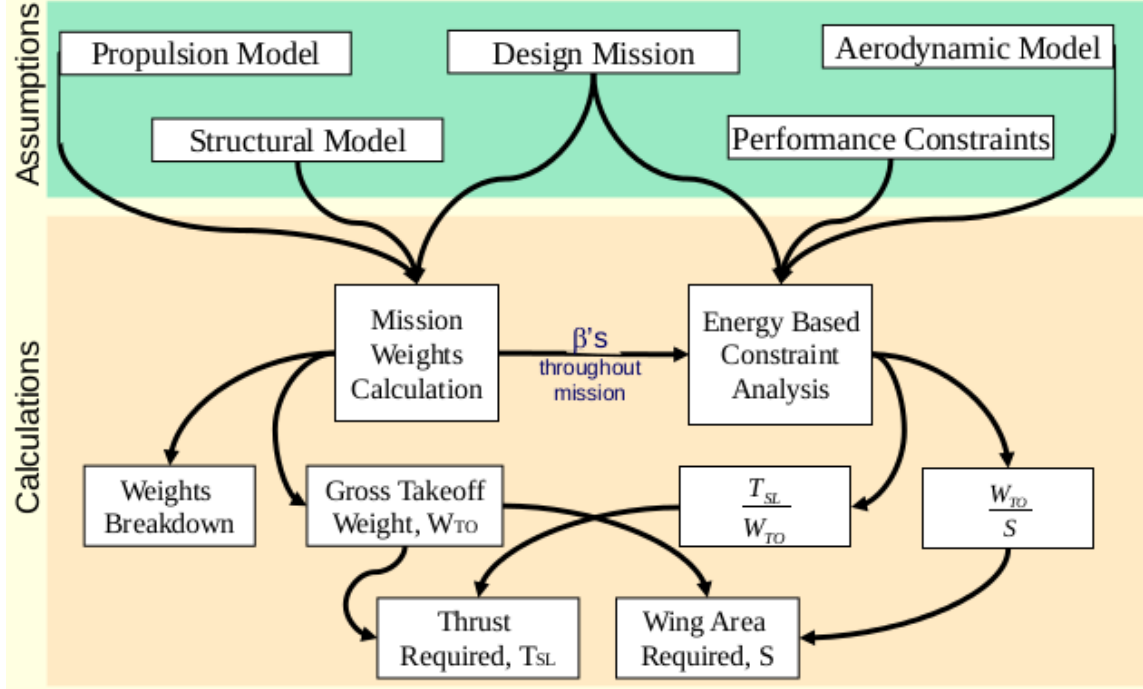 Assumptions
Propulsion Model
Design Mission
Aerodynamic Model
Structural Model
Performance Constraints
Calculations
Mission
Weights
Calculation
β's
throughout
mission
Energy Based
Constraint
Analysis
Weights
Breakdown
Gross Takeoff
Weight, WTO
TSL
WTO
WTO
S
Thrust
Required, TSL
Wing Area
Required, S